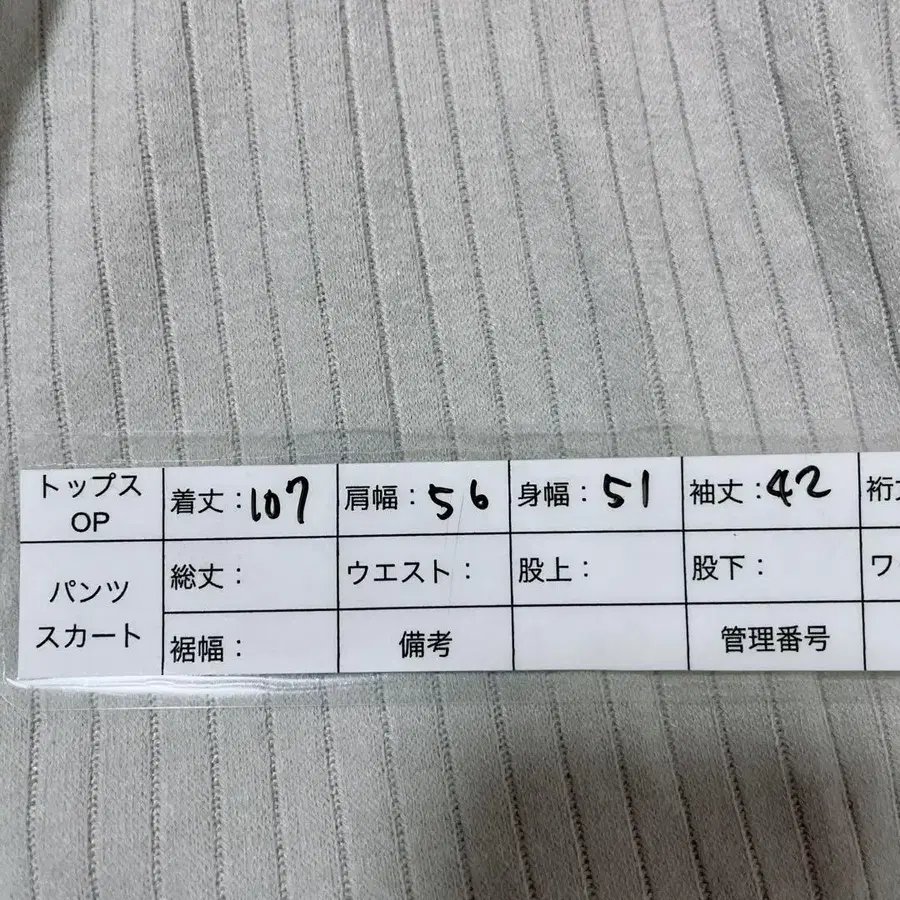 トップス
OP
着丈：107
肩幅：56
身幅：51
袖丈：42
裄
パンツ
スカート
総丈：
ウエスト：
股上：
股下：
ワ
裾幅：
備考
管理番号